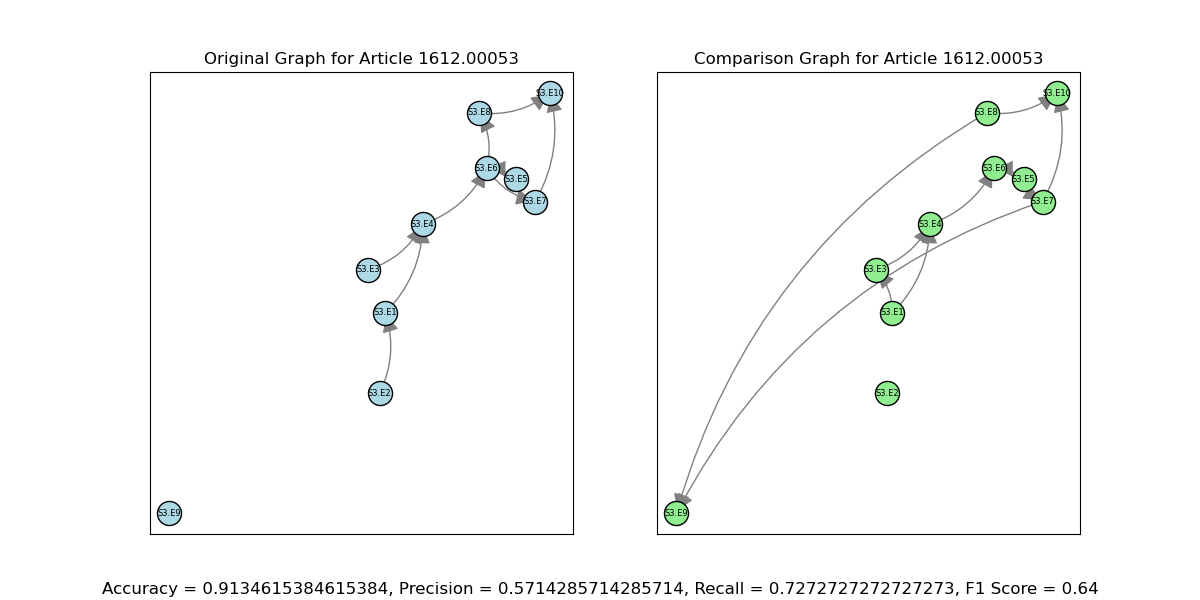 Original Graph for Article 1612.00053
Comparison Graph for Article 1612.00053
S3.E10
S3.E8
S3.E6
S3.E5
S3.E7
S3.E4
S3.E3
S3.E1
S3.E2
S3.E9
S3.E10
S3.E8
S3.E6
S3.E5
S3.E7
S3.E4
S3.E3
S3.E1
S3.E2
S3.E9
Accuracy = 0.9134615384615384, Precision = 0.5714285714285714, Recall = 0.7272727272727273, F1 Score = 0.64